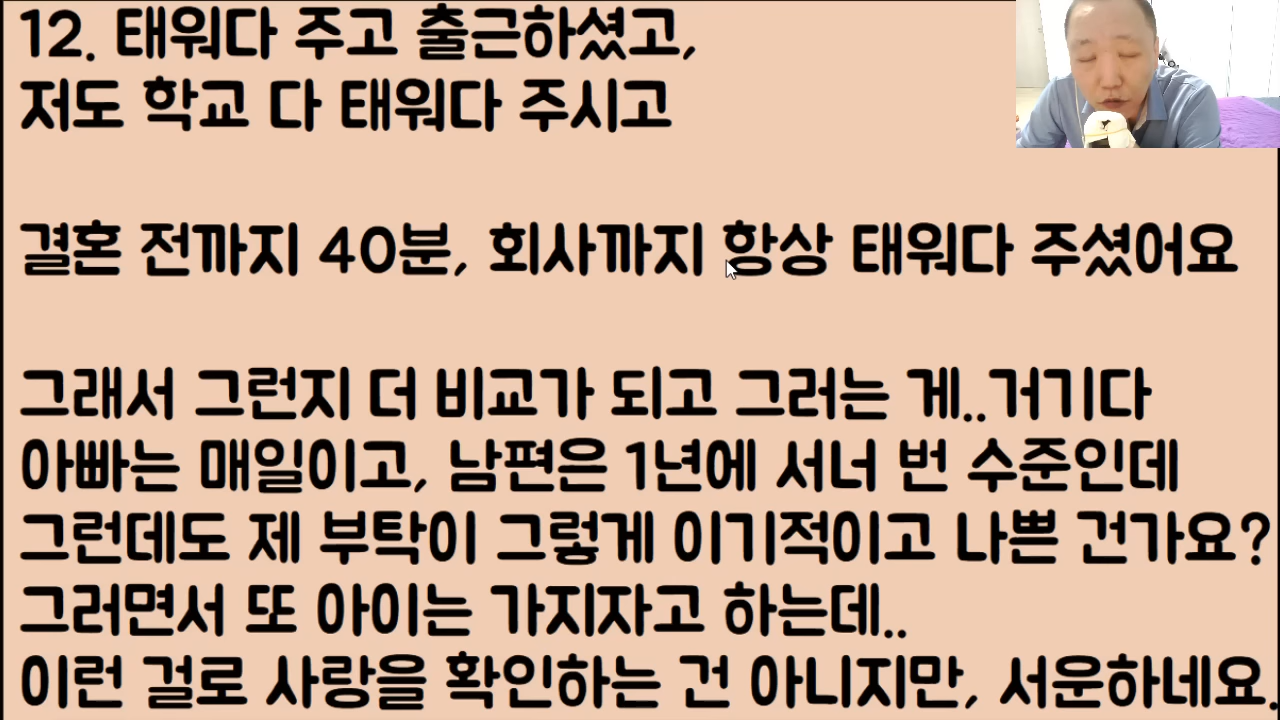 12. 태워다 주고 출근하셨고,
저도 학교 다 태워다 주시고
결혼 전까지 40분, 회사까지 항상 태워다 주셨어요
그래서 그런지 더 비교가 되고 그러는 게..거기다
아빠는 매일이고, 남편은 1년에 서너 번 수준인데
그런데도 제 부탁이 그렇게 이기적이고 나쁜 건가요?
그러면서 또 아이는 가지자고 하는데..
이런 걸로 사랑을 확인하는 건 아니지만, 서운하네요.